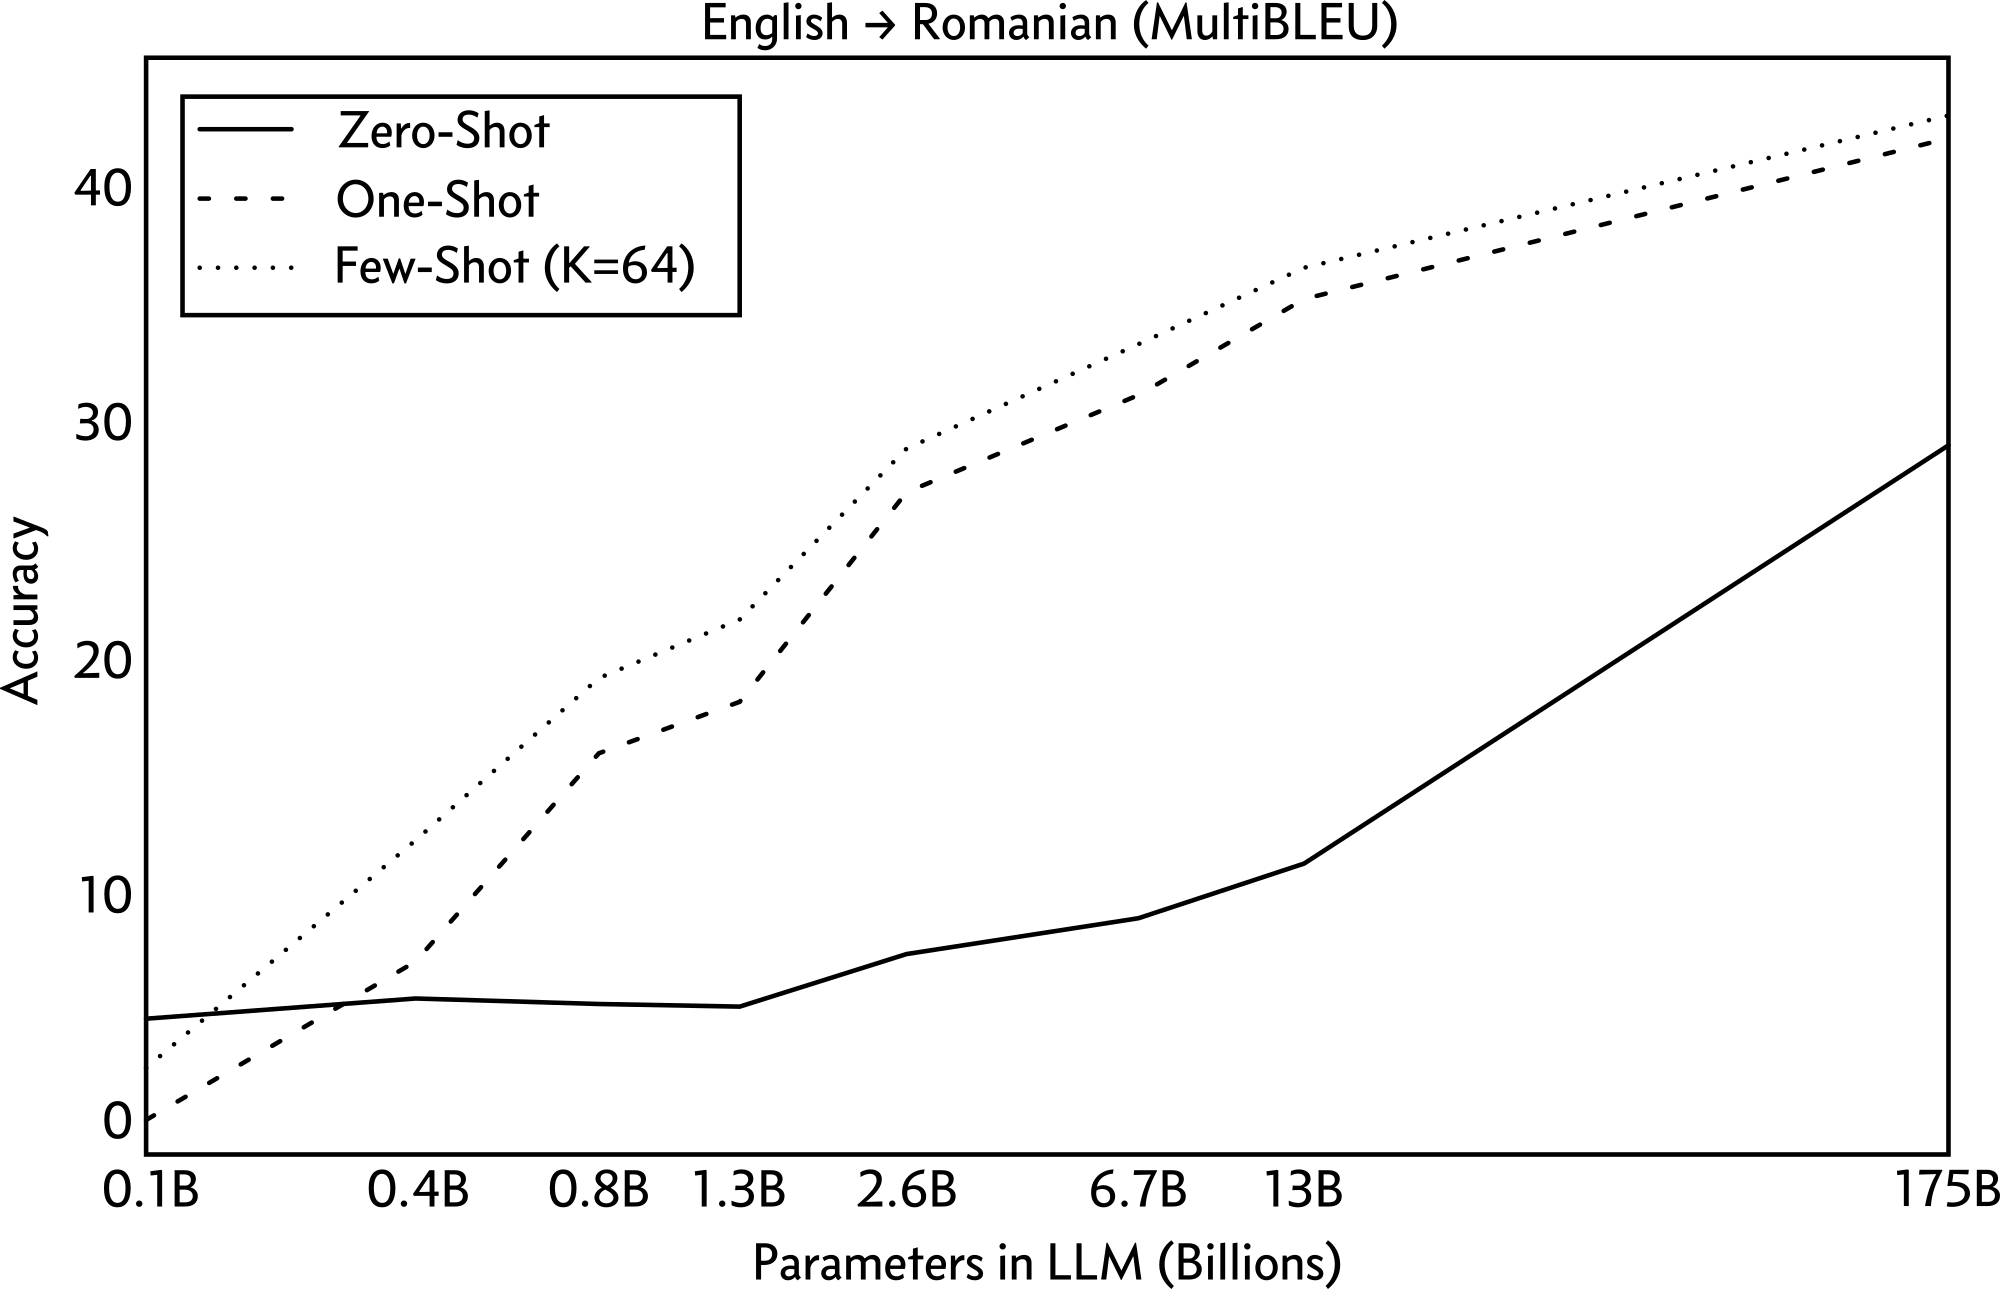 English → Romanian (MultiBLEU)
Zero-Shot
One-Shot
Few-Shot (K=64)
Accuracy
40
30
20
10
0
0.1B 0.4B 0.8B 1.3B 2.6B 6.7B 13B 175B
Parameters in LLM (Billions)